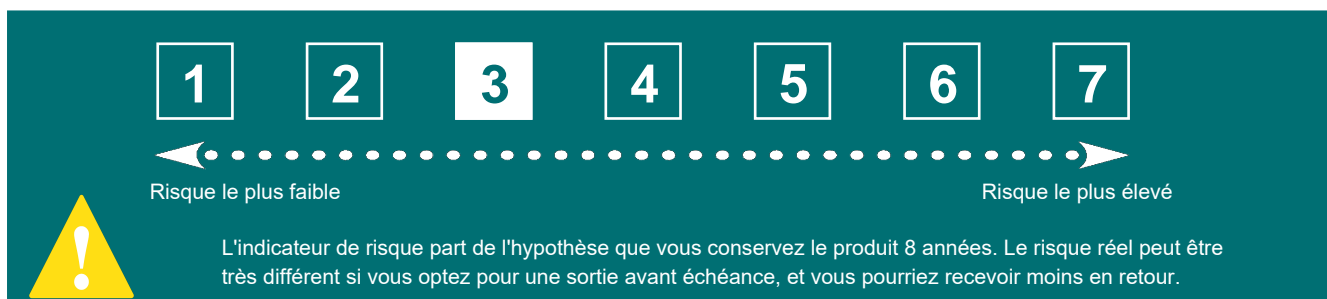 1 2 3 4 5 6 7
Risque le plus faible Risque le plus élevé
!
L'indicateur de risque part de l'hypothèse que vous conservez le produit 8 années. Le risque réel peut être
très différent si vous optez pour une sortie avant échéance, et vous pourriez recevoir moins en retour.